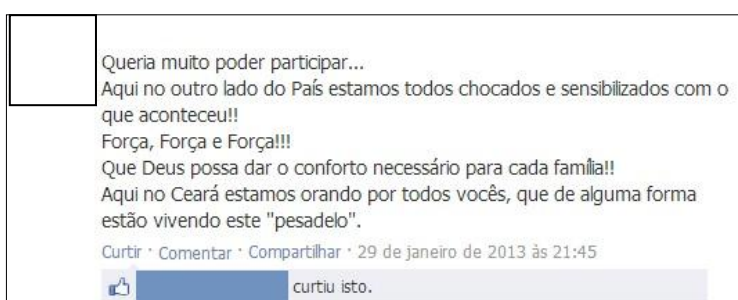 Queria muito poder participar...
Aqui no outro lado do País estamos todos chocados e sensibilizados com o
que aconteceu!!
Força, Força e Força!!!
Que Deus possa dar o conforto necessário para cada família!!
Aqui no Ceará estamos orando por todos vocês, que de alguma forma
estão vivendo este "pesadelo".
Curtir · Comentar · Compartilhar · 29 de janeiro de 2013 às 21:45
curtiu isto.